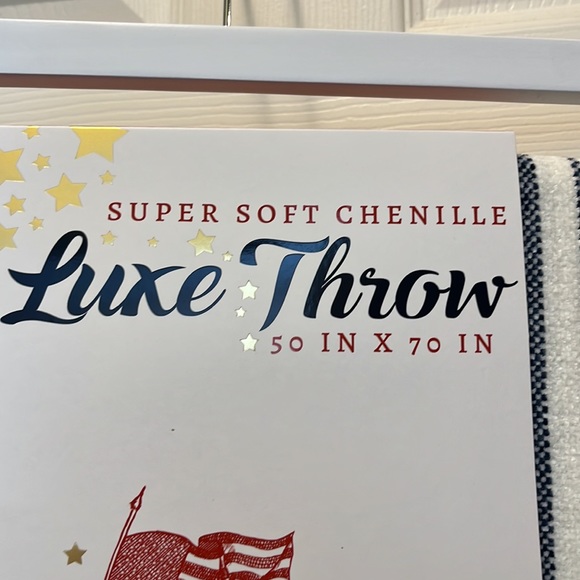 SUPER SOFT CHENILLE
Luxe Throw
50 IN X 70 IN